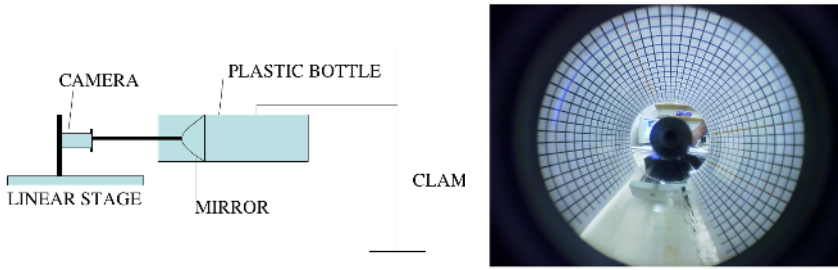 CAMERA
PLASTIC BOTTLE
CLAM
LINEAR STAGE
MIRROR